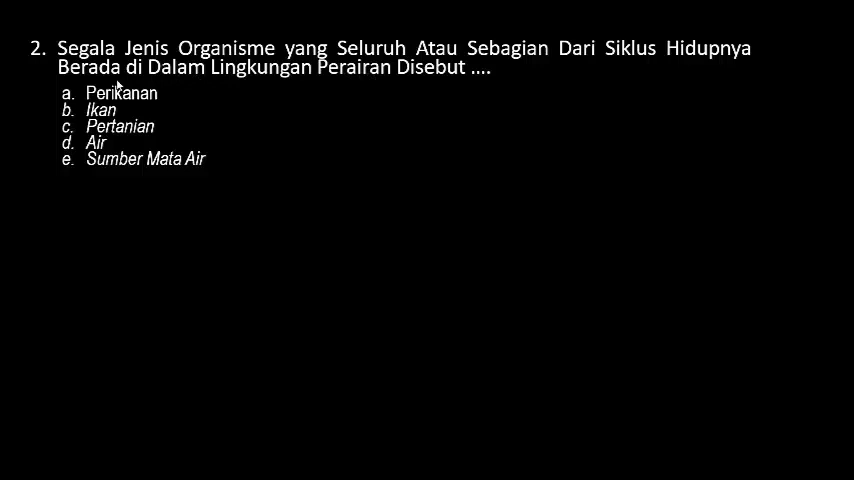 2. Segala Jenis Organisme yang Seluruh Atau Sebagian Dari Siklus Hidupnya
Berada di Dalam Lingkungan Perairan Disebut ....
a. Perikanan
b. Ikan
c. Pertanian
d. Air
e. Sumber Mata Air